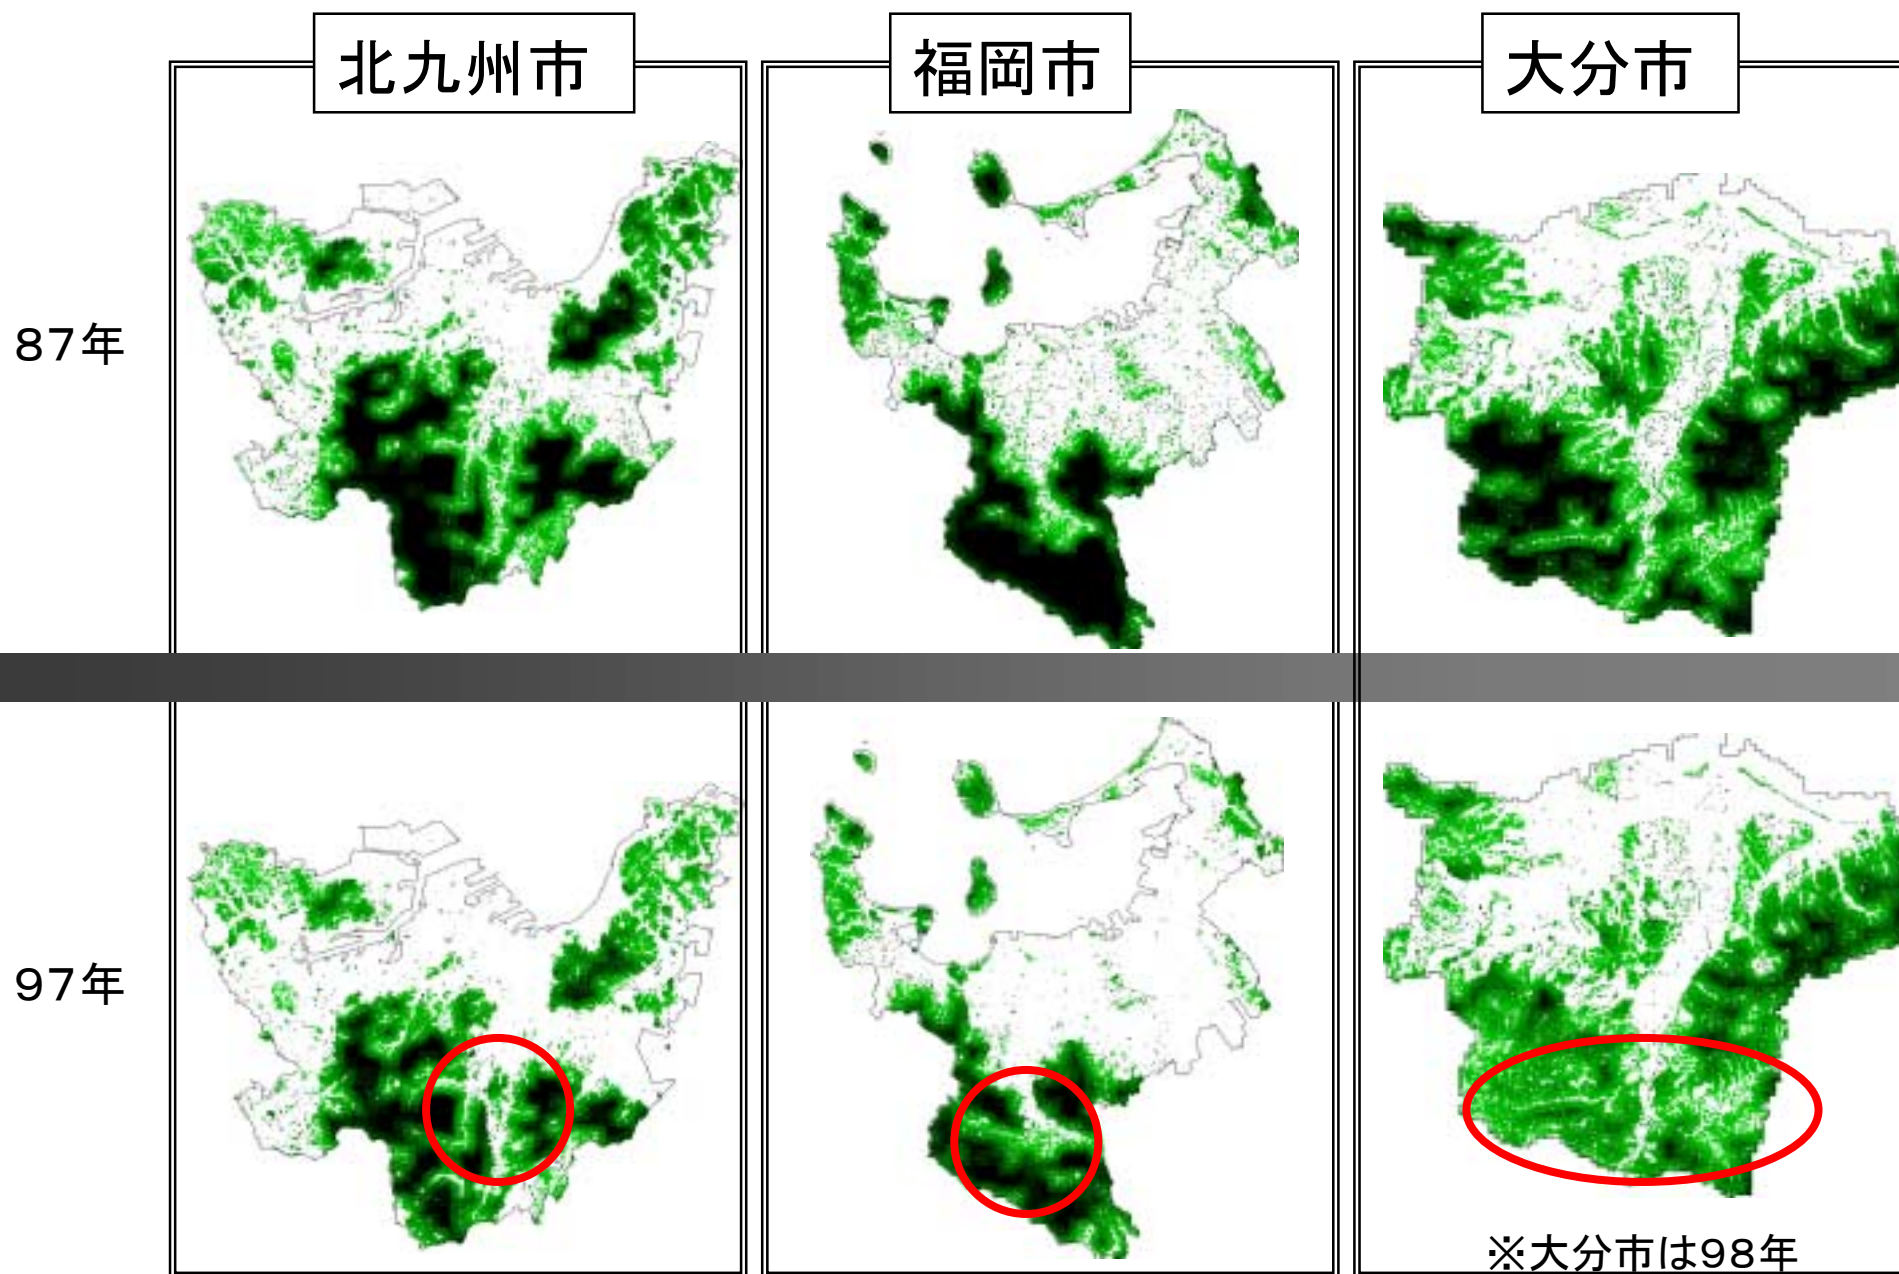 北九州市
福岡市
大分市
87年
97年
※大分市は98年